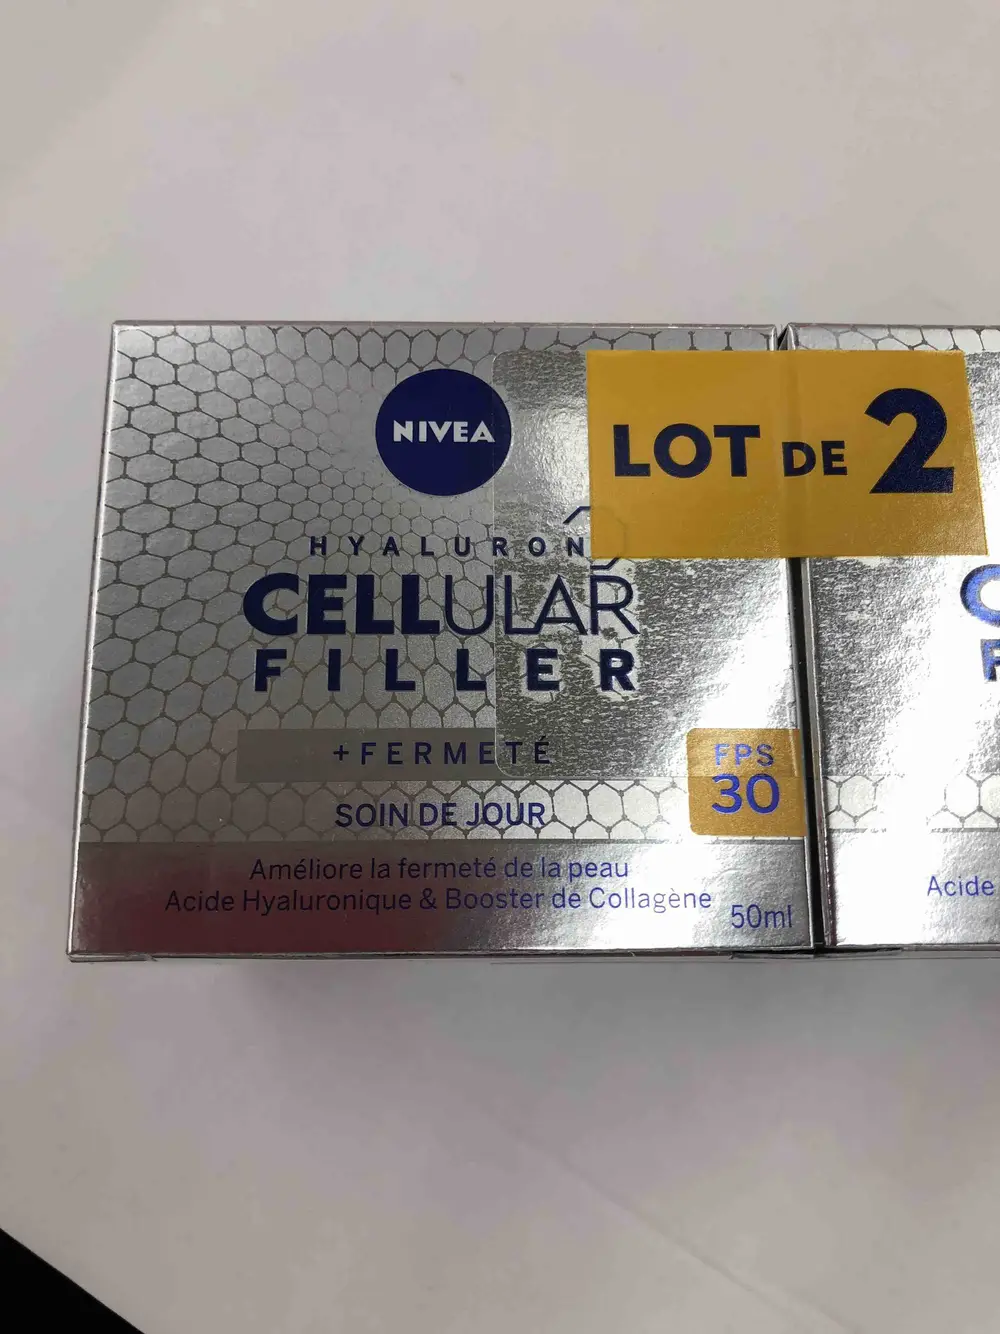 NIVEA
LOT DE 2
HYALURON
CELLULAR
FILLER
+FERMETÉ
SOIN DE JOUR
FPS
30
Améliore la fermeté de la peau
Acide Hyaluronique & Booster de Collagène
50ml
C
F
Acide